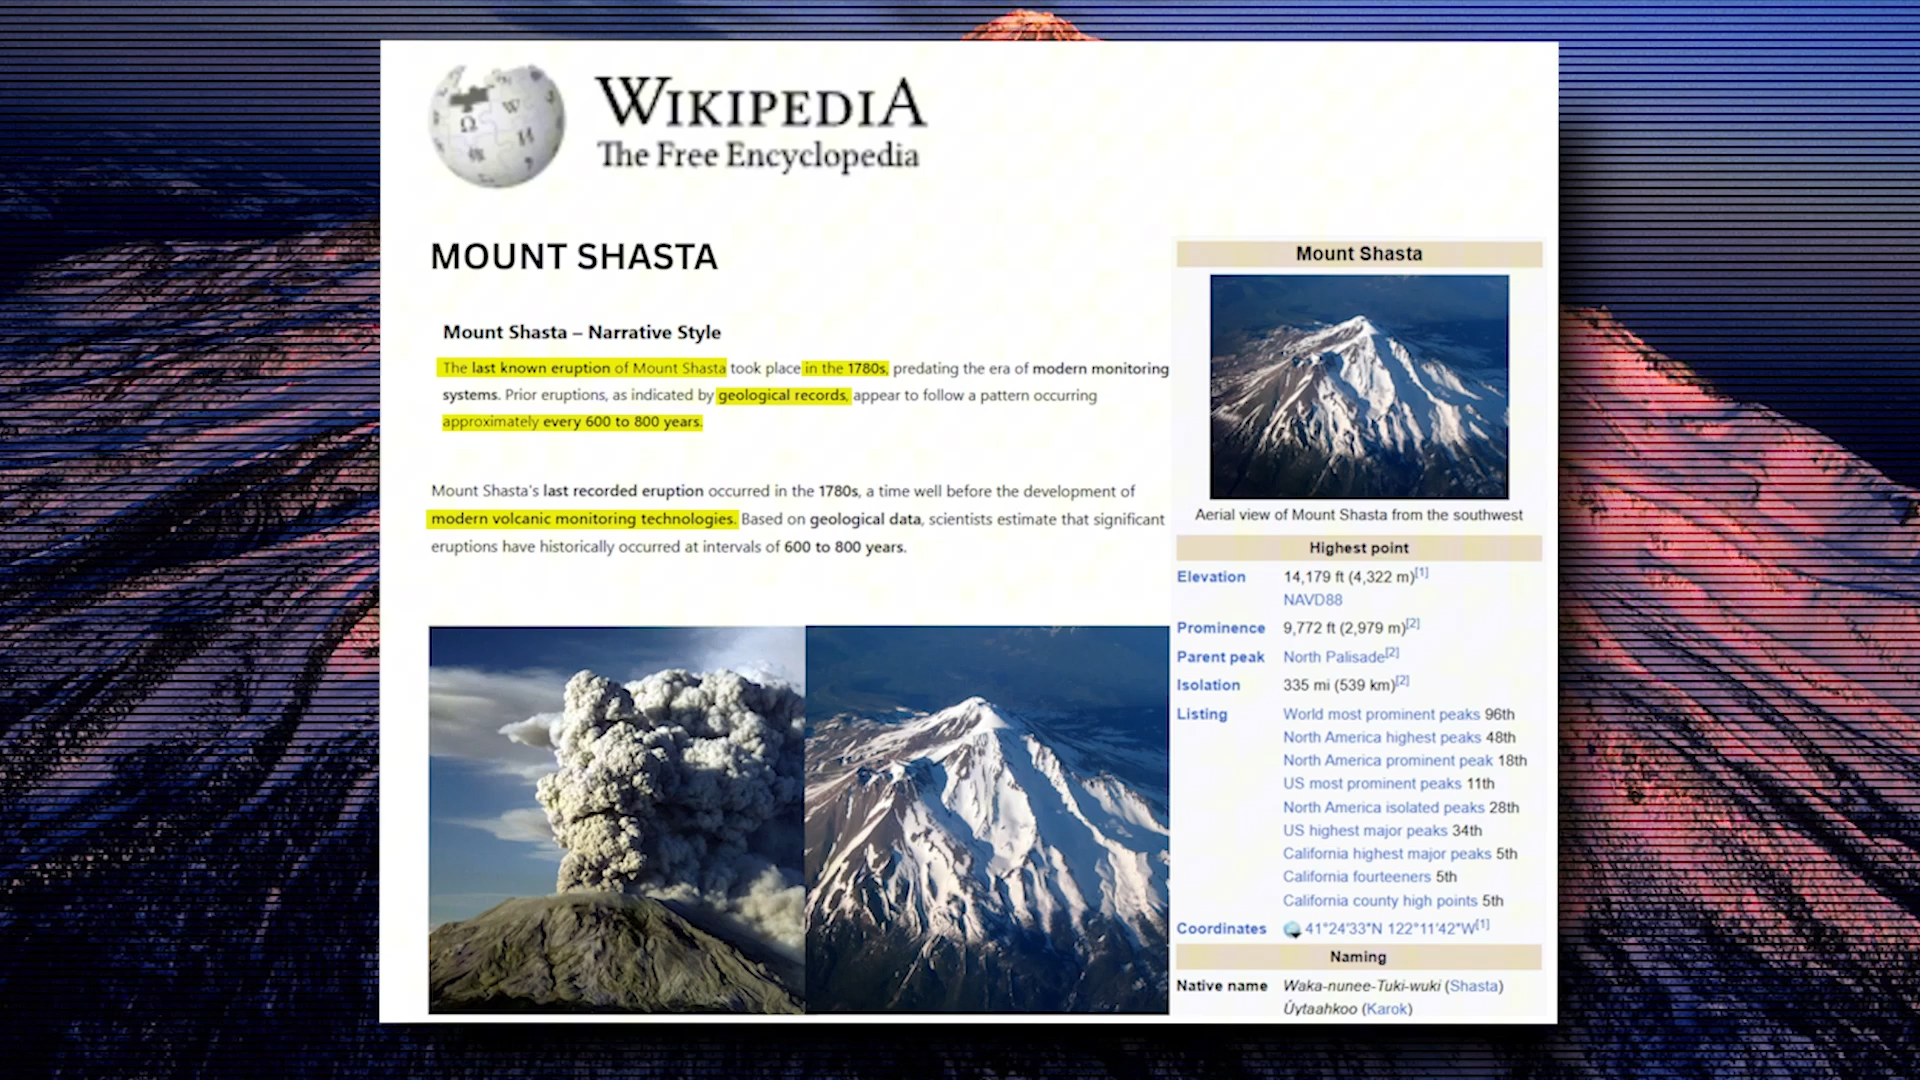 WIKIPEDIA
The Free Encyclopedia
MOUNT SHASTA
Mount Shasta – Narrative Style
The last known eruption of Mount Shasta took place in the 1780s, predating the era of modern monitoring
systems. Prior eruptions, as indicated by geological records, appear to follow a pattern occurring
approximately every 600 to 800 years.
Mount Shasta's last recorded eruption occurred in the 1780s, a time well before the development of
modern volcanic monitoring technologies. Based on geological data, scientists estimate that significant
eruptions have historically occurred at intervals of 600 to 800 years.
Mount Shasta
Aerial view of Mount Shasta from the southwest
Highest point
Elevation 14,179 ft (4,322 m)[1]
NAVD88
Prominence 9,772 ft (2,979 m)[2]
Parent peak North Palisade[2]
Isolation 335 mi (539 km)[2]
Listing World most prominent peaks 96th
North America highest peaks 48th
North America prominent peak 18th
US most prominent peaks 11th
North America isolated peaks 28th
US highest major peaks 34th
California highest major peaks 5th
California fourteeners 5th
California county high points 5th
Coordinates 41°24′33″N 122°11′42″W[1]
Naming
Native name Waka-nunee-Tuki-wuki (Shasta)
Úytaahkoo (Karok)